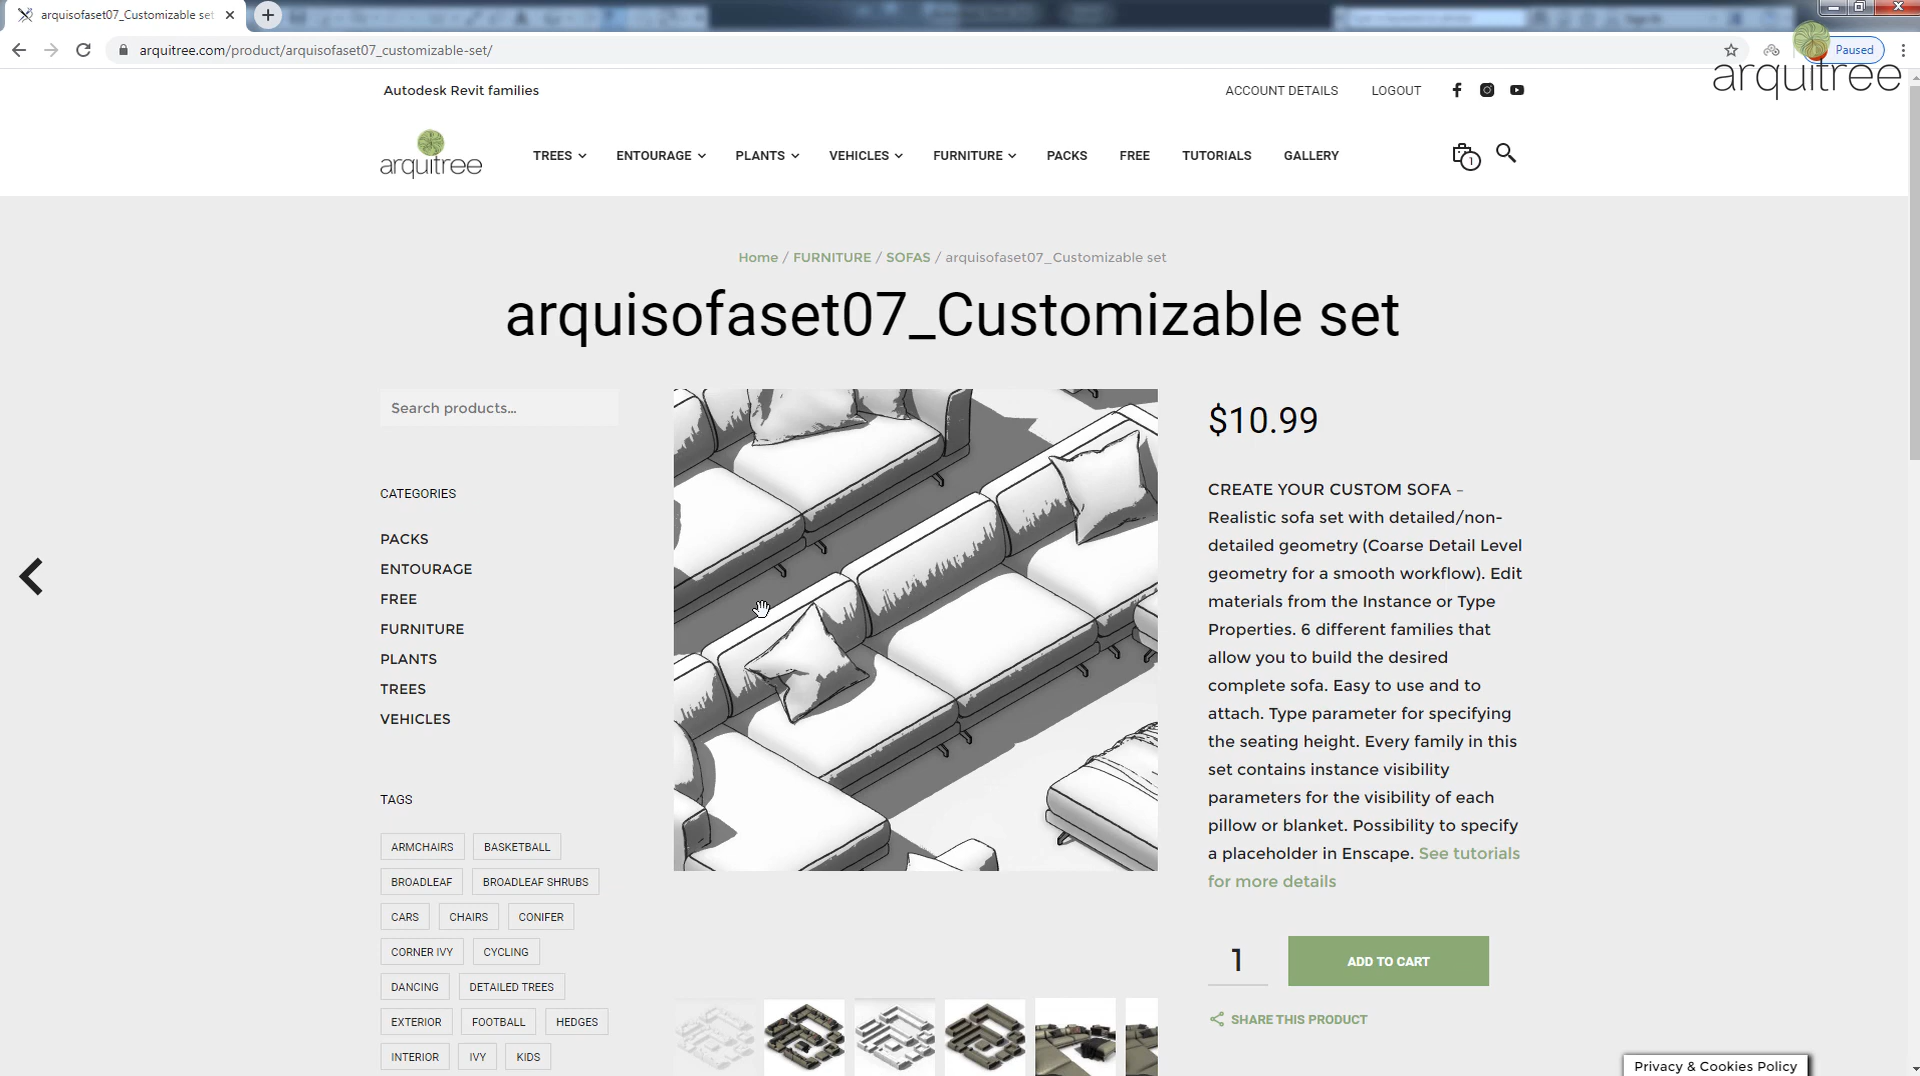 arquisofaset07_Customizable set
arquitree.com/product/arquisofaset07_customizable-set/
Paused
arquitree
Autodesk Revit families
ACCOUNT DETAILS
LOGOUT
arquitree
TREES
ENTOURAGE
PLANTS
VEHICLES
FURNITURE
PACKS
FREE
TUTORIALS
GALLERY
1
Home / FURNITURE / SOFAS / arquisofaset07_Customizable set
arquisofaset07_Customizable set
Search products...
CATEGORIES
PACKS
ENTOURAGE
FREE
FURNITURE
PLANTS
TREES
VEHICLES
TAGS
ARMCHAIRS
BASKETBALL
BROADLEAF
BROADLEAF SHRUBS
CARS
CHAIRS
CONIFER
CORNER IVY
CYCLING
DANCING
DETAILED TREES
EXTERIOR
FOOTBALL
HEDGES
INTERIOR
IVY
KIDS
$10.99
CREATE YOUR CUSTOM SOFA –
Realistic sofa set with detailed/non-
detailed geometry (Coarse Detail Level
geometry for a smooth workflow). Edit
materials from the Instance or Type
Properties. 6 different families that
allow you to build the desired
complete sofa. Easy to use and to
attach. Type parameter for specifying
the seating height. Every family in this
set contains instance visibility
parameters for the visibility of each
pillow or blanket. Possibility to specify
a placeholder in Enscape. See tutorials
for more details
1
ADD TO CART
SHARE THIS PRODUCT
Privacy & Cookies Policy